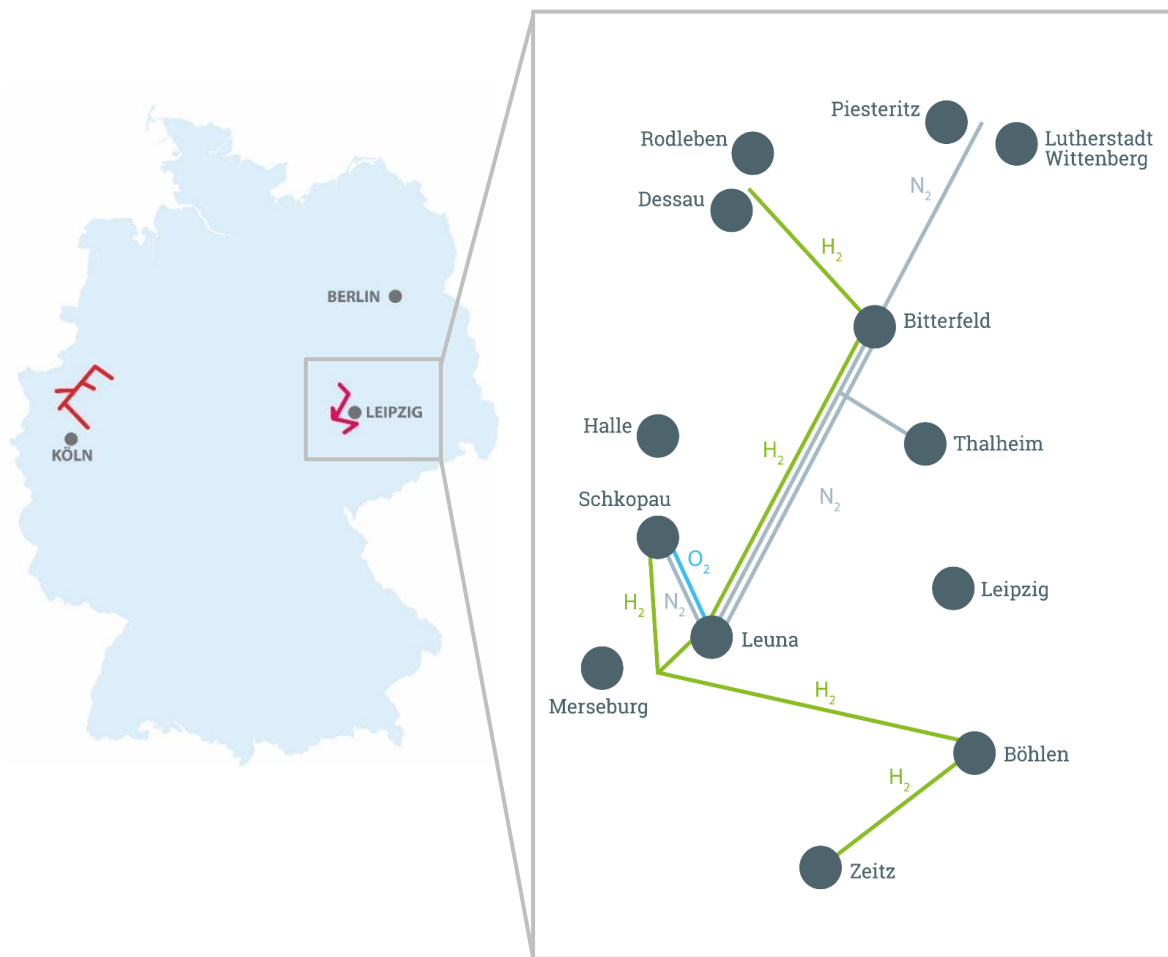 BERLIN
LEIPZIG
KÖLN
Piesteritz
Rodleben
Lutherstadt
Wittenberg
Dessau
N₂
H₂
Bitterfeld
Halle
Thalheim
H₂
N₂
Schkopau
O₂
H₂
N₂
Leipzig
Leuna
Merseburg
H₂
Böhlen
H₂
Zeitz